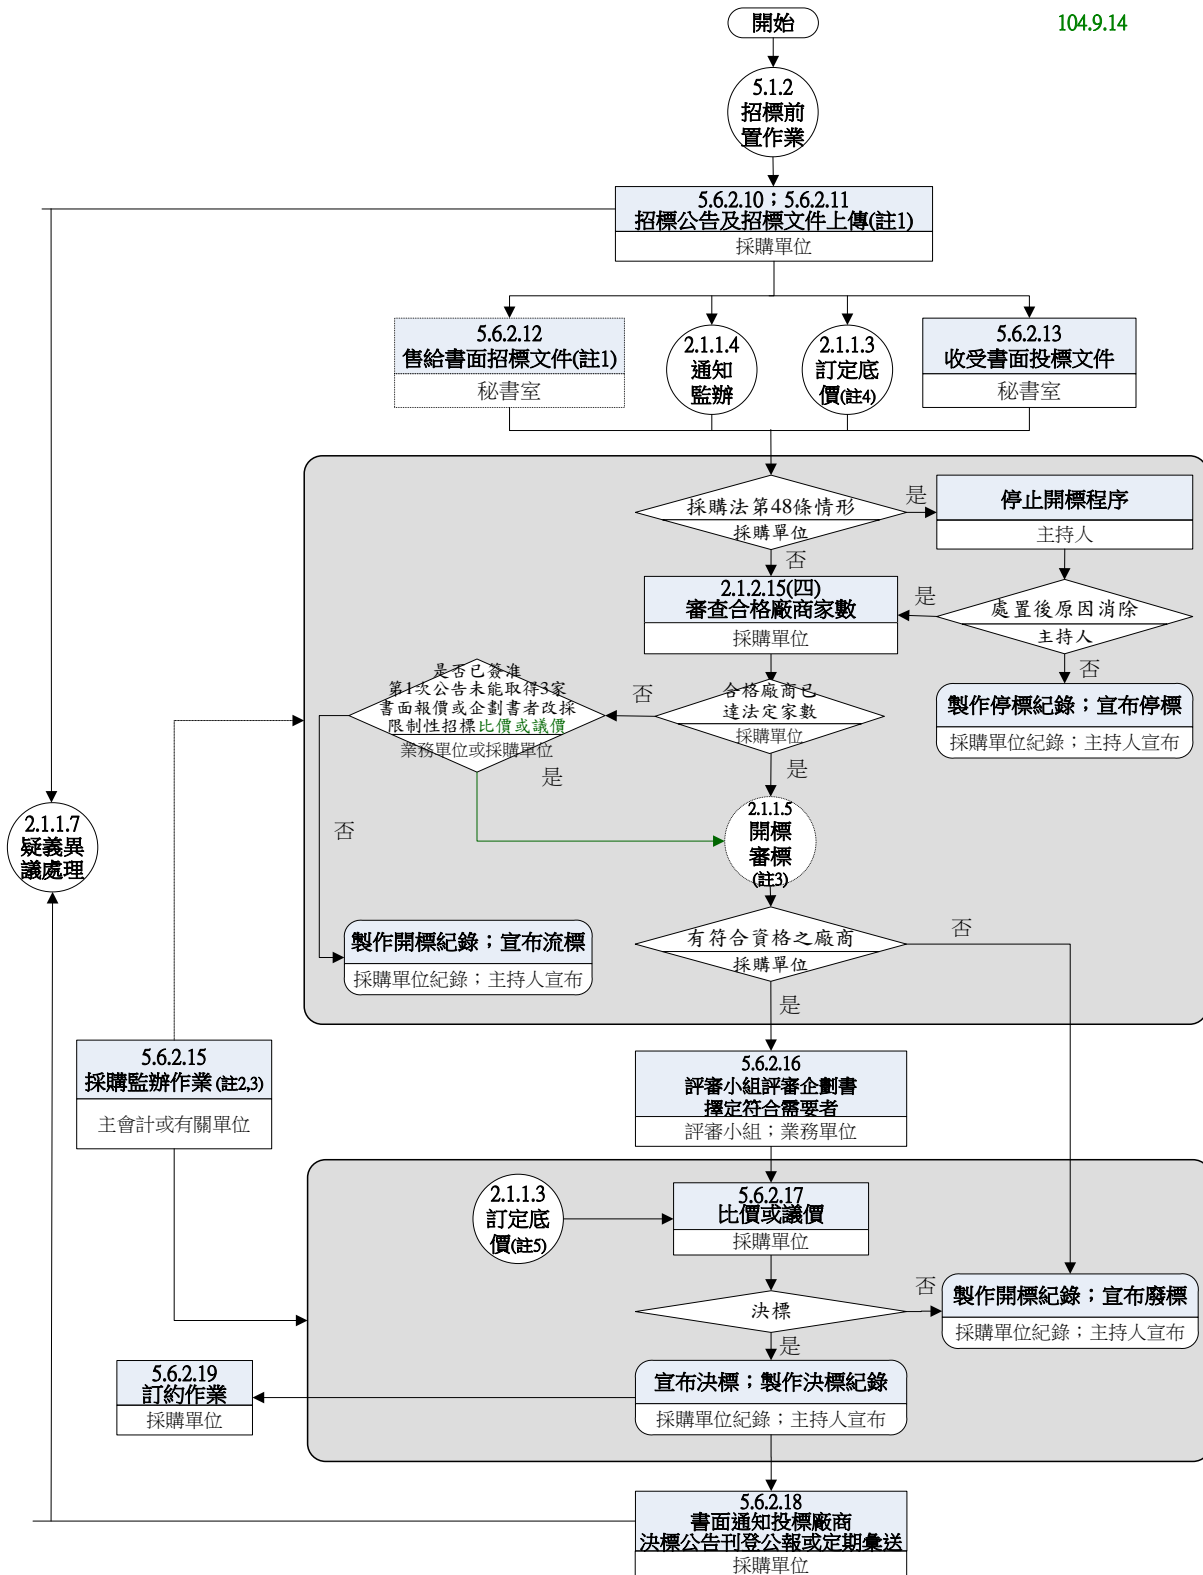 開始
104.9.14
5.1.2
招標前
置作業
5.6.2.10；5.6.2.11
招標公告及招標文件上傳(註1)
採購單位
5.6.2.12
售給書面招標文件(註1)
秘書室
2.1.1.4
通知
監辦
2.1.1.3
訂定底
價(註4)
5.6.2.13
收受書面投標文件
秘書室
採購法第48條情形
採購單位
是
否
停止開標程序
主持人
2.1.2.15(四)
審查合格廠商家數
採購單位
是
處置後原因消除
主持人
否
製作停標紀錄；宣布停標
採購單位紀錄；主持人宣布
是否已簽准
第1次公告未能取得3家
書面報價或企劃書者改採
限制性招標比價或議價
業務單位或採購單位
否
合格廠商已
達法定家數
採購單位
是
是
否
2.1.1.5
開標
審標
(註3)
2.1.1.7
疑義異
議處理
製作開標紀錄；宣布流標
採購單位紀錄；主持人宣布
有符合資格之廠商
採購單位
否
是
5.6.2.15
採購監辦作業(註2,3)
主會計或有關單位
5.6.2.16
評審小組評審企劃書
擇定符合需要者
評審小組；業務單位
2.1.1.3
訂定底
價(註5)
5.6.2.17
比價或議價
採購單位
決標
否
是
製作開標紀錄；宣布廢標
採購單位紀錄；主持人宣布
5.6.2.19
訂約作業
採購單位
宣布決標；製作決標紀錄
採購單位紀錄；主持人宣布
5.6.2.18
書面通知投標廠商
決標公告刊登公報或定期彙送
採購單位